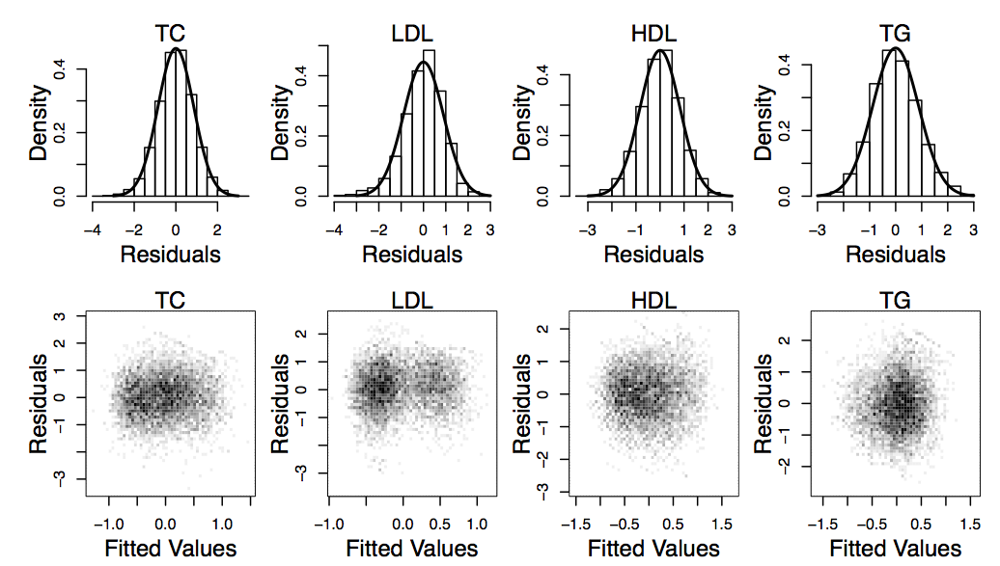 TC LDL HDL TG
Density Density Density Density
0.0 0.2 0.4 0.0 0.2 0.4 0.0 0.2 0.4 0.0 0.2 0.4
−4 −2 0 2 −4 −2 0 1 2 3 −3 −1 1 2 3 −3 −1 0 1 2 3
Residuals Residuals Residuals Residuals
TC LDL HDL TG
Residuals Residuals Residuals Residuals
−3 −1 0 1 2 3 −3 −1 0 1 2 −3 −2 −1 0 1 2 −2 −1 0 1 2
−1.0 0.0 1.0 −1.0 0.0 0.5 1.0 −1.5 −0.5 0.5 1.5 −1.5 −0.5 0.5 1.5
Fitted Values Fitted Values Fitted Values Fitted Values